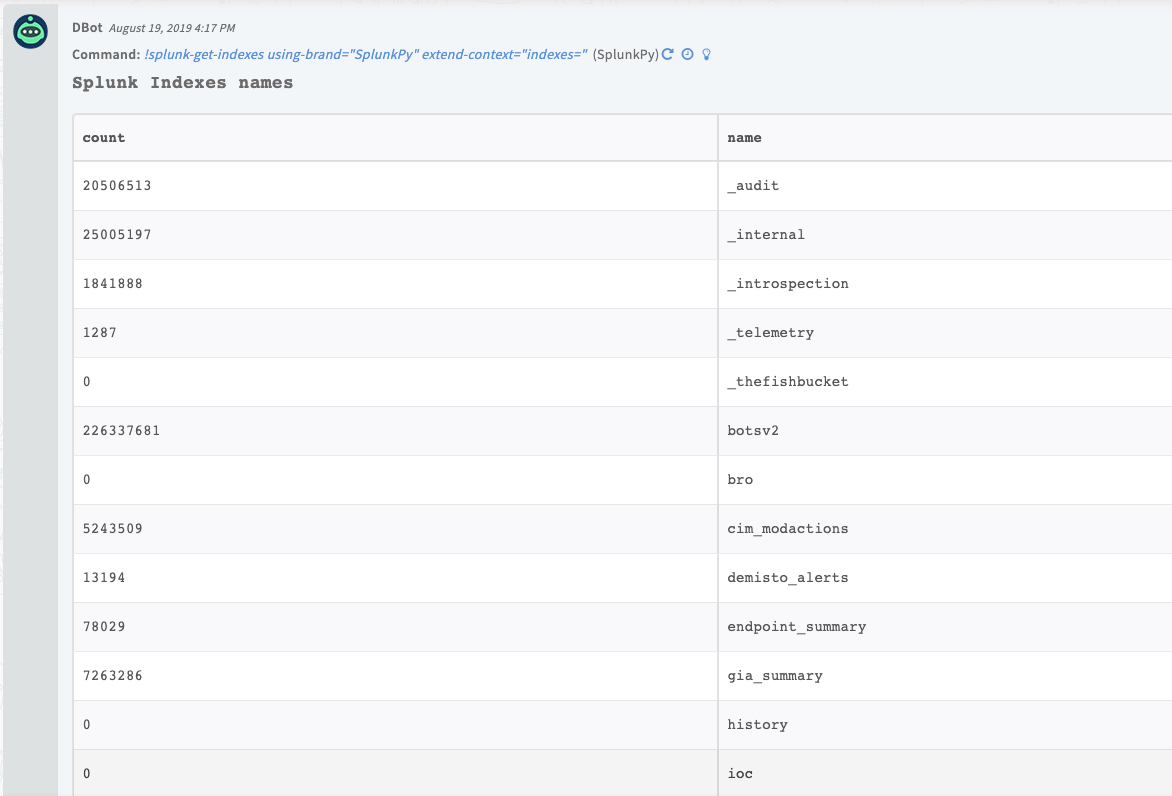 DBot August 19, 2019 4:17 PM
Command: !splunk-get-indexes using-brand="SplunkPy" extend-context="indexes=" (SplunkPy)
Splunk Indexes names
count name
20506513 _audit
25005197 _internal
1841888 _introspection
1287 _telemetry
0 _thefishbucket
226337681 botsv2
0 bro
5243509 cim_modactions
13194 demisto_alerts
78029 endpoint_summary
7263286 gia_summary
0 history
0 ioc